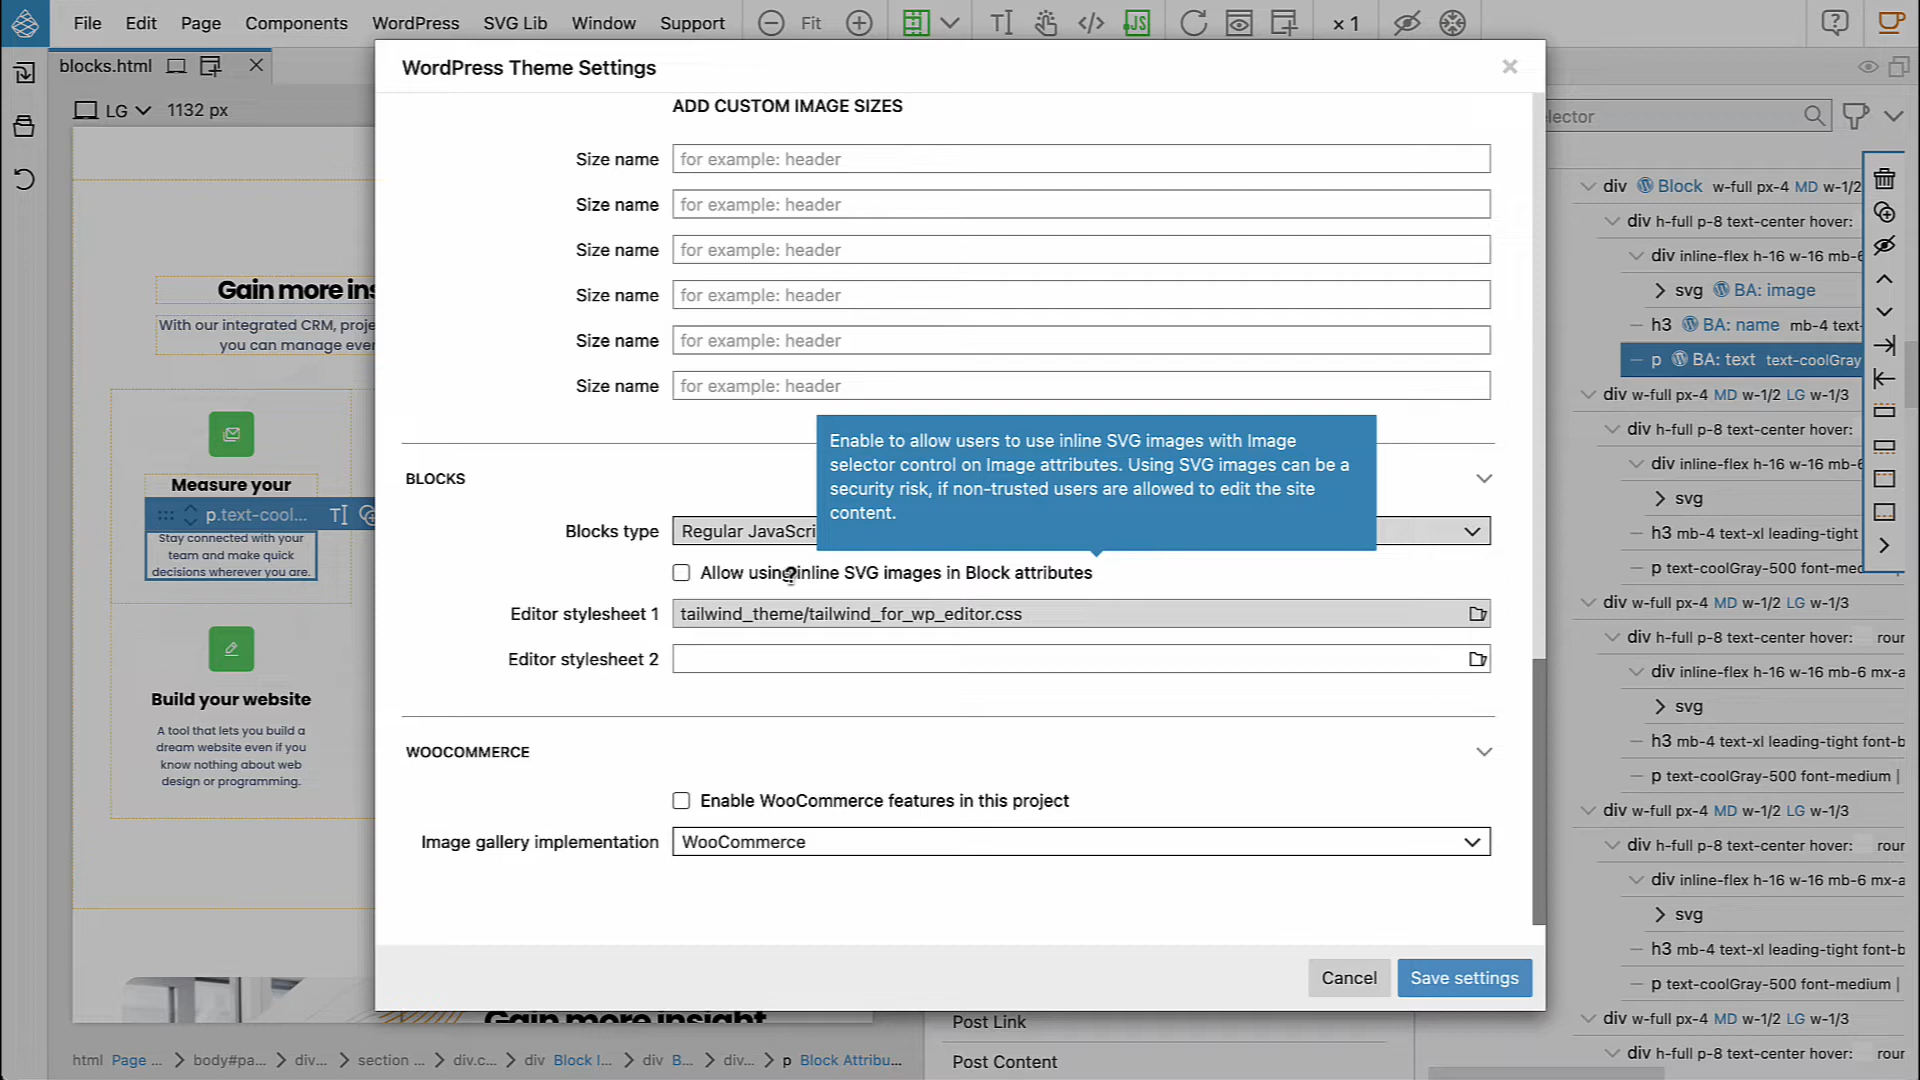 File Edit Page Components WordPress SVG Lib Window Support Fit </> JS × 1
blocks.html
LG 1132 px
WordPress Theme Settings
ADD CUSTOM IMAGE SIZES
Size name for example: header
Size name for example: header
Size name for example: header
Size name for example: header
Size name for example: header
Size name for example: header
Enable to allow users to use inline SVG images with Image
selector control on Image attributes. Using SVG images can be a
security risk, if non-trusted users are allowed to edit the site
content.
BLOCKS
Blocks type Regular JavaScri
Allow using inline SVG images in Block attributes
Editor stylesheet 1 tailwind_theme/tailwind_for_wp_editor.css
Editor stylesheet 2
WOOCOMMERCE
Enable WooCommerce features in this project
Image gallery implementation WooCommerce
Cancel Save settings
Gain more ins
With our integrated CRM, proje
you can manage ever
Measure your
p.text-cool...
Stay connected with your
team and make quick
decisions wherever you are.
Build your website
A tool that lets you build a
dream website even if you
know nothing about web
design or programming.
Gain more insight
lector
div Block w-full px-4 MD w-1/2
div h-full p-8 text-center hover:
div inline-flex h-16 w-16 mb-6
svg BA: image
h3 BA: name mb-4 text-
p BA: text text-coolGray
div w-full px-4 MD w-1/2 LG w-1/3
div h-full p-8 text-center hover:
div inline-flex h-16 w-16 mb-6
svg
h3 mb-4 text-xl leading-tight
p text-coolGray-500 font-medium |
div w-full px-4 MD w-1/2 LG w-1/3
div h-full p-8 text-center hover: roun
div inline-flex h-16 w-16 mb-6 mx-a
svg
h3 mb-4 text-xl leading-tight font-b
p text-coolGray-500 font-medium |
div w-full px-4 MD w-1/2 LG w-1/3
div h-full p-8 text-center hover: roun
div inline-flex h-16 w-16 mb-6 mx-a
svg
h3 mb-4 text-xl leading-tight font-b
p text-coolGray-500 font-medium |
div w-full px-4 MD w-1/2 LG w-1/3
div h-full p-8 text-center hover: roun
Post Link
Post Content
html Page ... body#pa... div... section ... div.c... div Block I... div B... div... p Block Attribu...